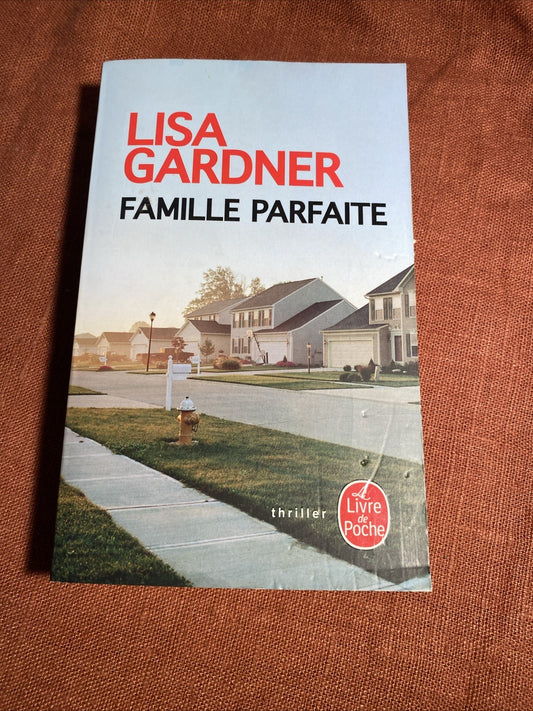 LISA
GARDNER
FAMILLE PARFAITE
thriller
Le
Livre
de
Poche